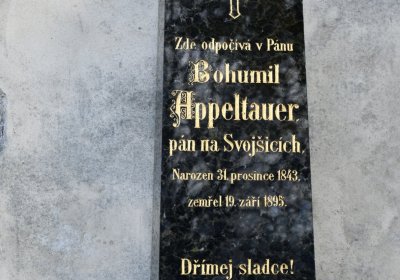 Zde odpočívá v Pánu
Bohumil
Appeltauer,
pán na Svojšicích,
Narozen 31. prosince 1843.
zemřel 19. září 1895.
Dřímej sladce!